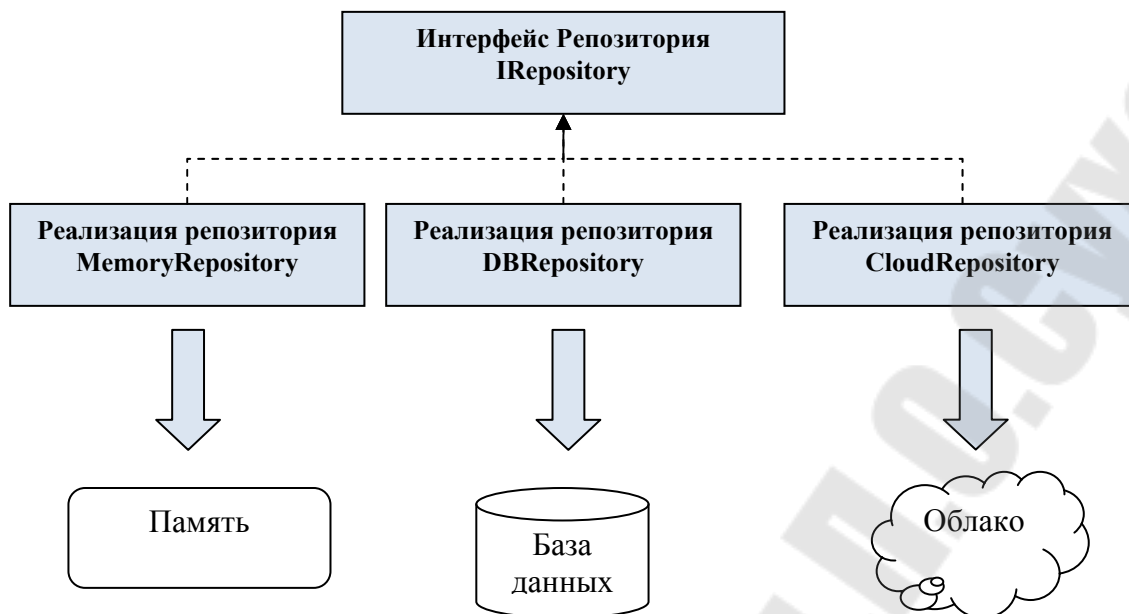 Интерфейс Репозитория
IRepository
Реализация репозитория
MemoryRepository
Реализация репозитория
DBRepository
Реализация репозитория
CloudRepository
Память
База
данных
Облако